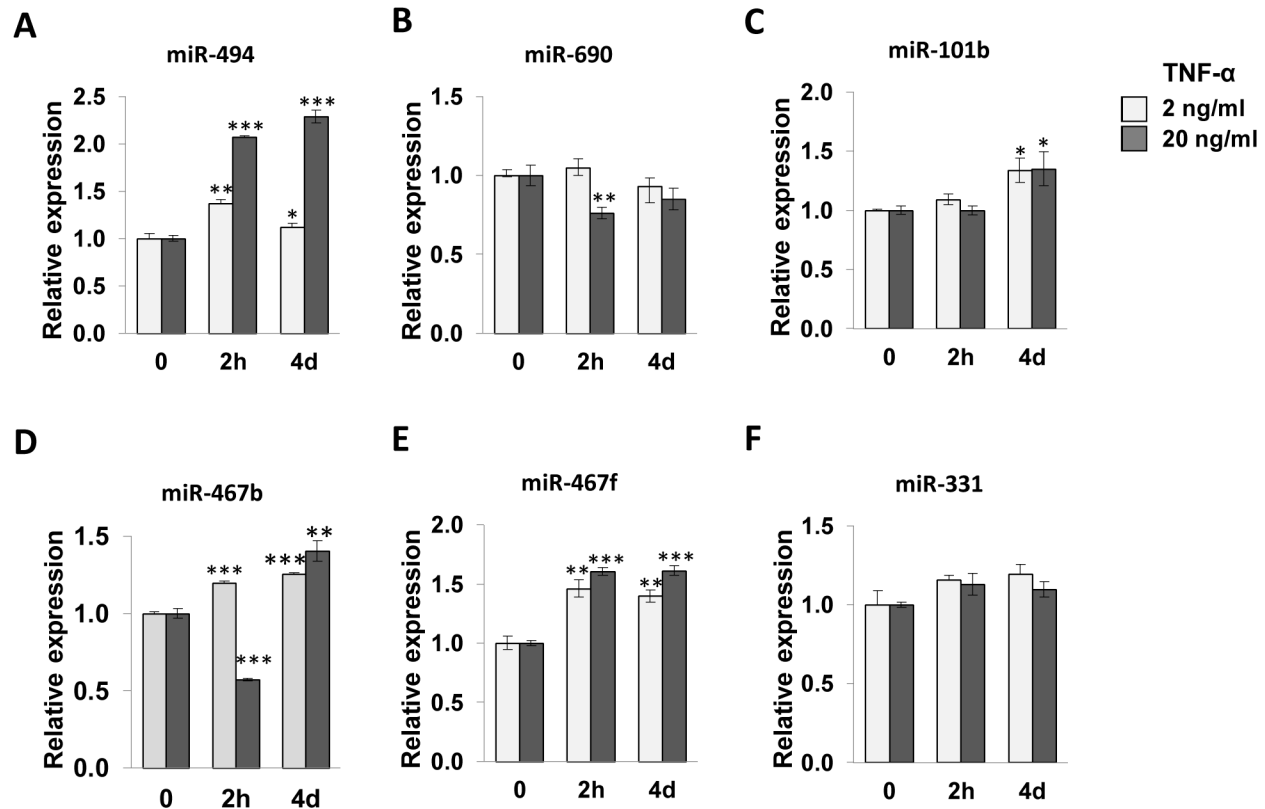 A
miR-494
Relative expression
2.5
2.0
1.5
1.0
0.5
0.0
***
***
**
*
0 2h 4d
B
miR-690
Relative expression
1.5
1.0
0.5
0.0
**
0 2h 4d
C
miR-101b
Relative expression
2.0
1.5
1.0
0.5
0.0
* *
0 2h 4d
TNF-α
2 ng/ml
20 ng/ml
D
miR-467b
Relative expression
1.5
1.0
0.5
0.0
***
***
***
**
0 2h 4d
E
miR-467f
Relative expression
2.0
1.5
1.0
0.5
0.0
**
***
**
***
0 2h 4d
F
miR-331
Relative expression
1.5
1.0
0.5
0.0
0 2h 4d